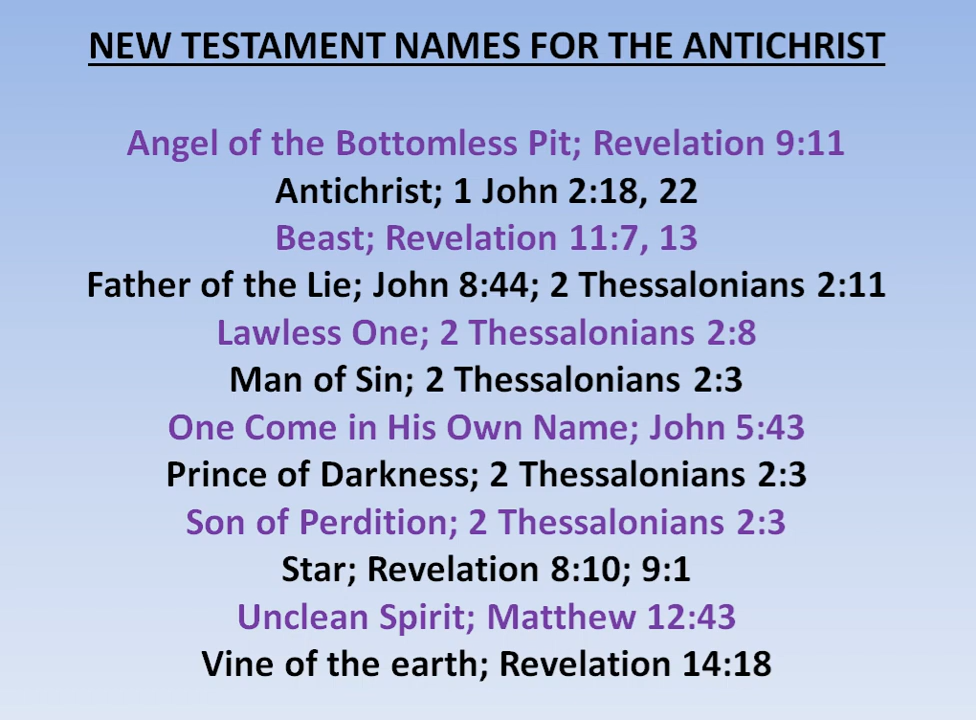 NEW TESTAMENT NAMES FOR THE ANTICHRIST
Angel of the Bottomless Pit; Revelation 9:11
Antichrist; 1 John 2:18, 22
Beast; Revelation 11:7, 13
Father of the Lie; John 8:44; 2 Thessalonians 2:11
Lawless One; 2 Thessalonians 2:8
Man of Sin; 2 Thessalonians 2:3
One Come in His Own Name; John 5:43
Prince of Darkness; 2 Thessalonians 2:3
Son of Perdition; 2 Thessalonians 2:3
Star; Revelation 8:10; 9:1
Unclean Spirit; Matthew 12:43
Vine of the earth; Revelation 14:18